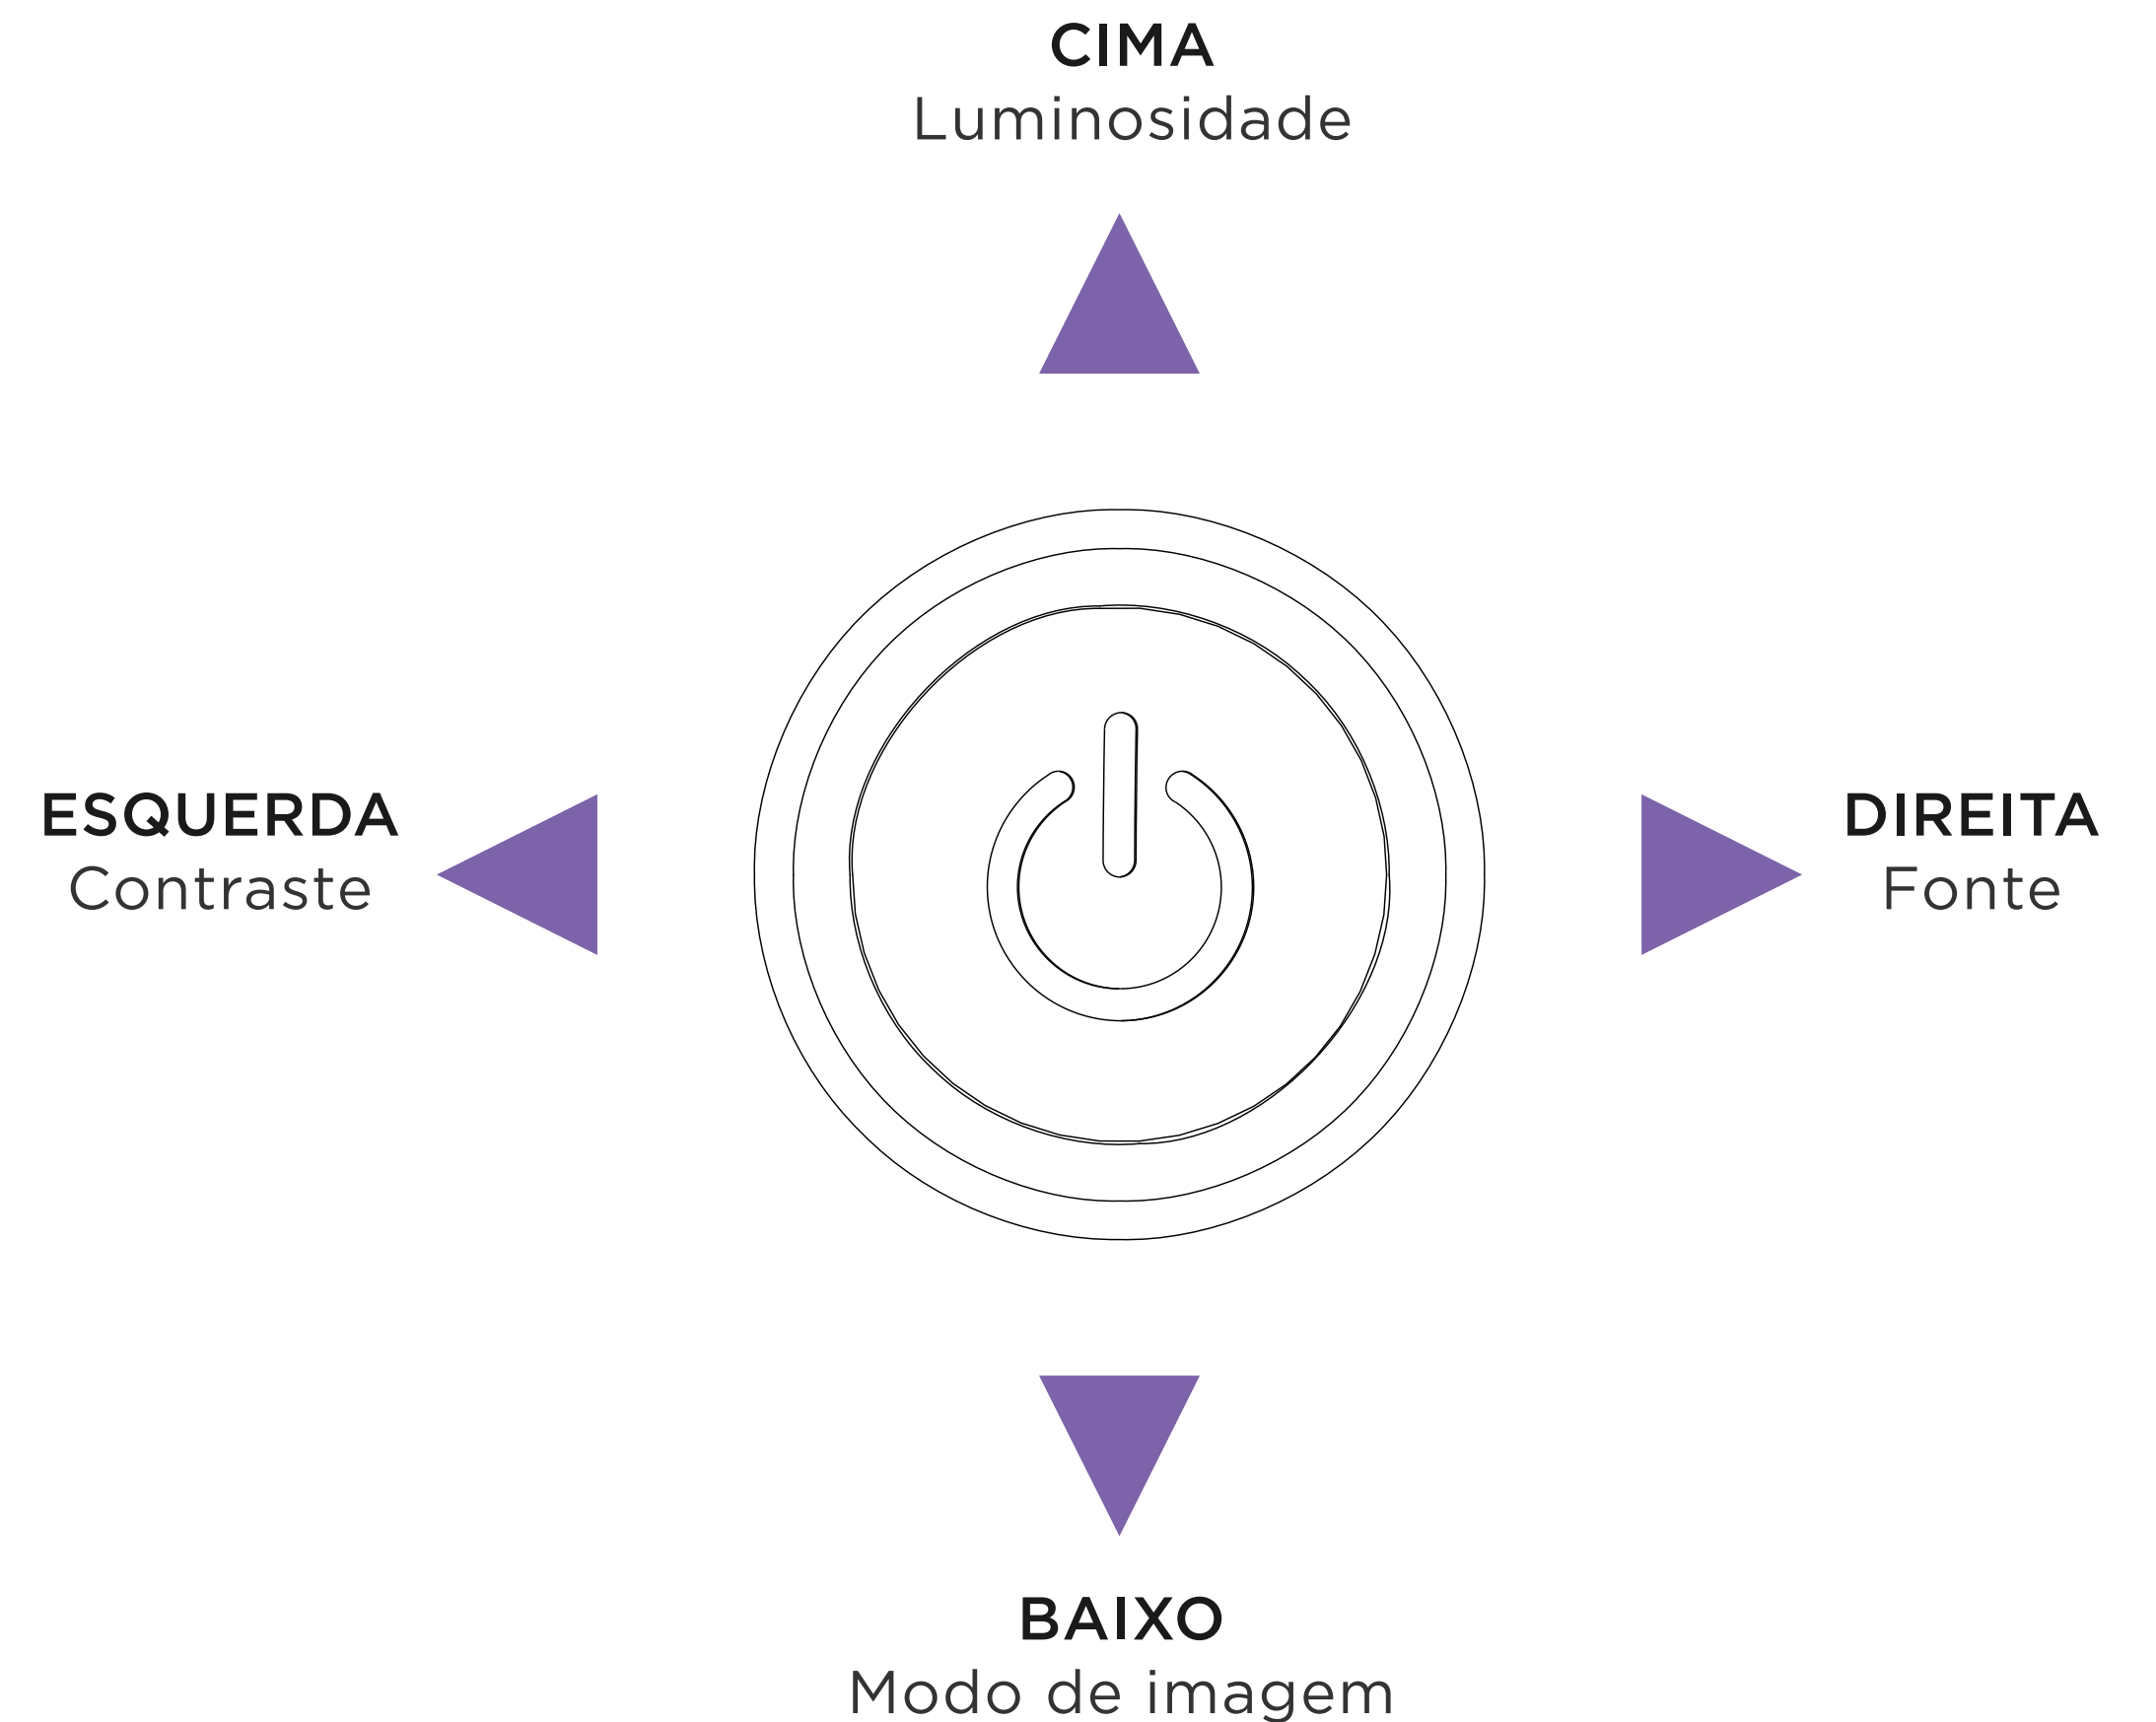 CIMA
Luminosidade
ESQUERDA
Contraste
DIREITA
Fonte
BAIXO
Modo de imagem